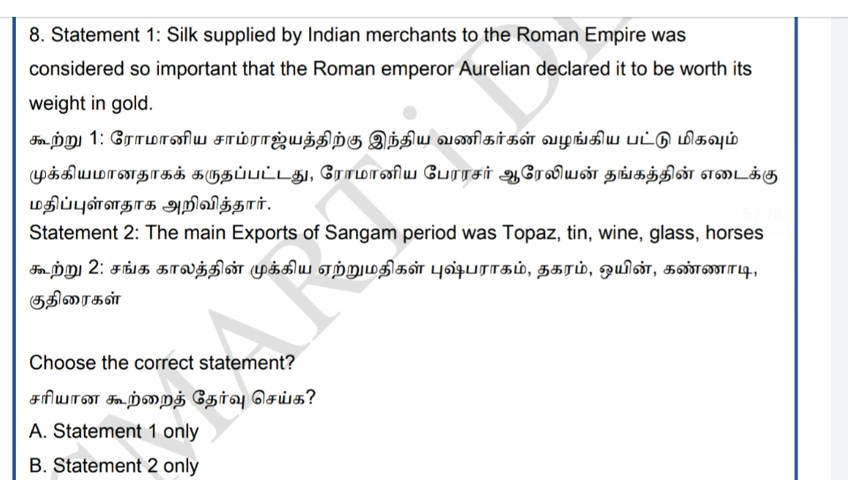 8. Statement 1: Silk supplied by Indian merchants to the Roman Empire was
considered so important that the Roman emperor Aurelian declared it to be worth its
weight in gold.
கூற்று 1: ரோமானிய சாம்ராஜ்யத்திற்கு இந்திய வணிகர்கள் வழங்கிய பட்டு மிகவும்
முக்கியமானதாகக் கருதப்பட்டது, ரோமானிய பேரரசர் ஆரேலியன் தங்கத்தின் எடைக்கு
மதிப்புள்ளதாக அறிவித்தார்.
Statement 2: The main Exports of Sangam period was Topaz, tin, wine, glass, horses
கூற்று 2: சங்க காலத்தின் முக்கிய ஏற்றுமதிகள் புஷ்பராகம், தகரம், ஒயின், கண்ணாடி,
குதிரைகள்
Choose the correct statement?
சரியான கூற்றைத் தேர்வு செய்க?
A. Statement 1 only
B. Statement 2 only